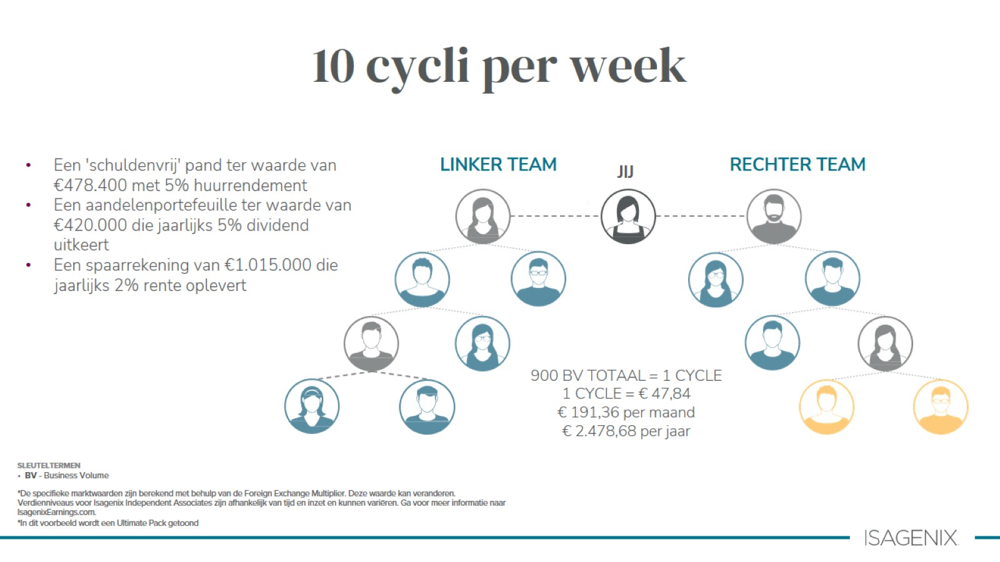 10 cycli per week
• Een 'schuldenvrij' pand ter waarde van
€478.400 met 5% huurrendement
• Een aandelenportefeuille ter waarde van
€420.000 die jaarlijks 5% dividend
uitkeert
• Een spaarrekening van €1.015.000 die
jaarlijks 2% rente oplevert
LINKER TEAM
JIJ
RECHTER TEAM
900 BV TOTAAL = 1 CYCLE
1 CYCLE = € 47,84
€ 191,36 per maand
€ 2.478,68 per jaar
SLEUTELTERMEN
• BV - Business Volume
*De specifieke marktwaarden zijn berekend met behulp van de Foreign Exchange Multiplier. Deze waarde kan veranderen.
Verdienniveaus voor Isagenix Independent Associates zijn afhankelijk van tijd en inzet en kunnen variëren. Ga voor meer informatie naar
IsagenixEarnings.com.
*In dit voorbeeld wordt een Ultimate Pack getoond
ISAGENIX